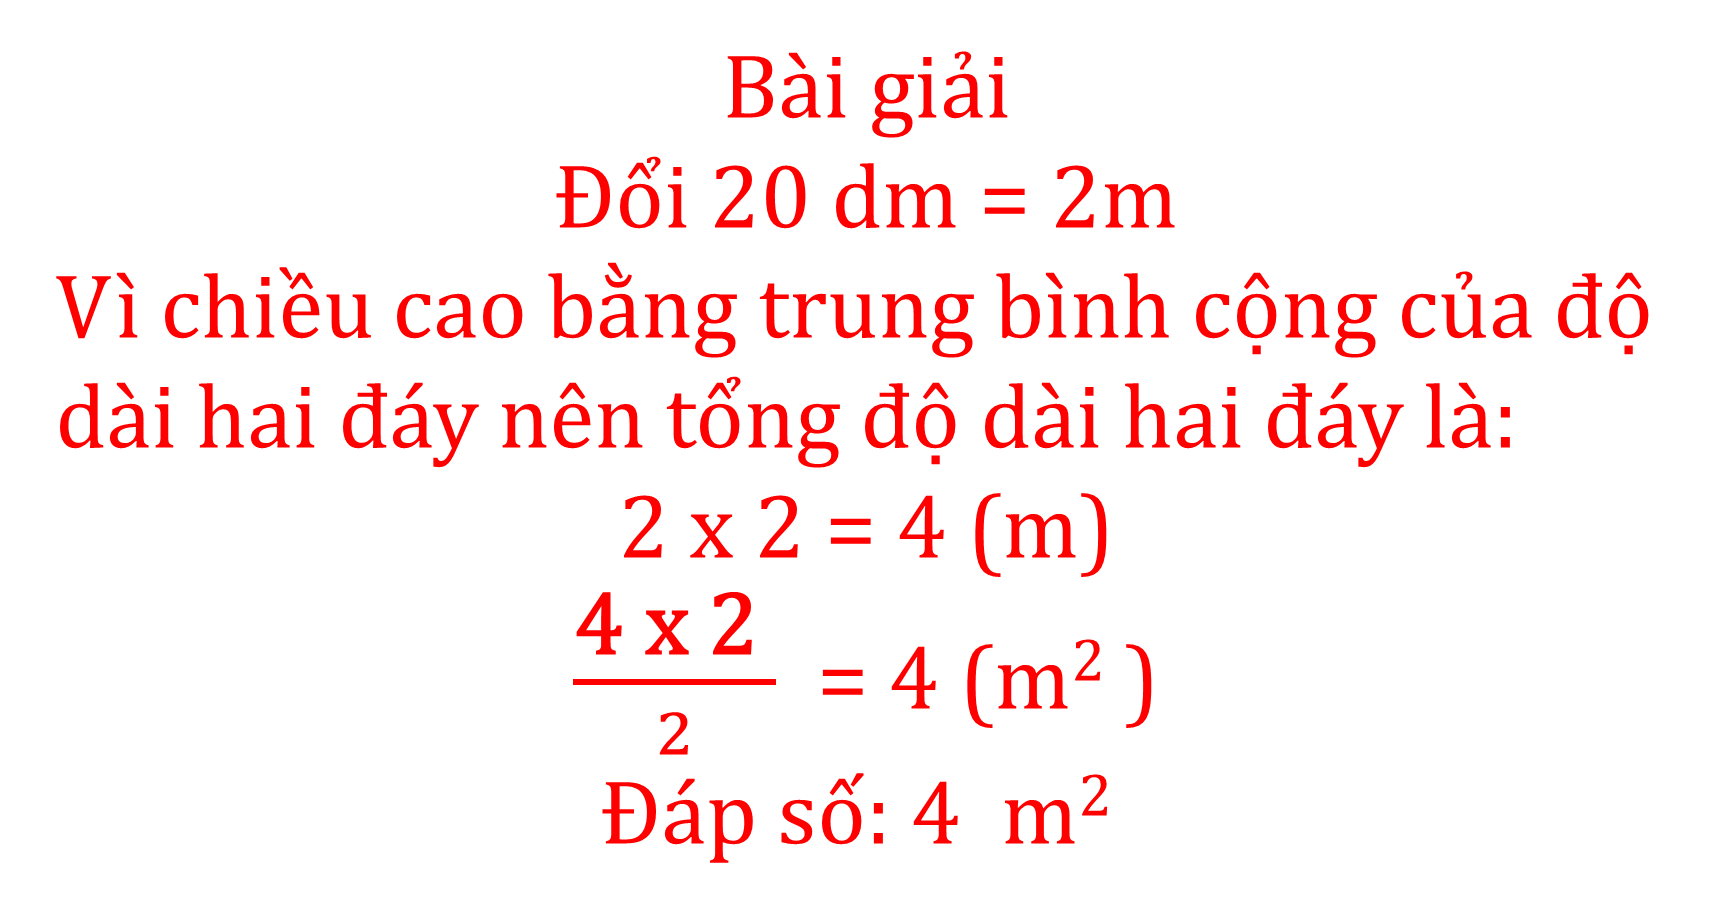 Bài giải
Đổi 20 dm = 2m
Vì chiều cao bằng trung bình cộng của độ
dài hai đáy nên tổng độ dài hai đáy là:
2 x 2 = 4 (m)
4 x 2
2
= 4 (m² )
Đáp số: 4 m²